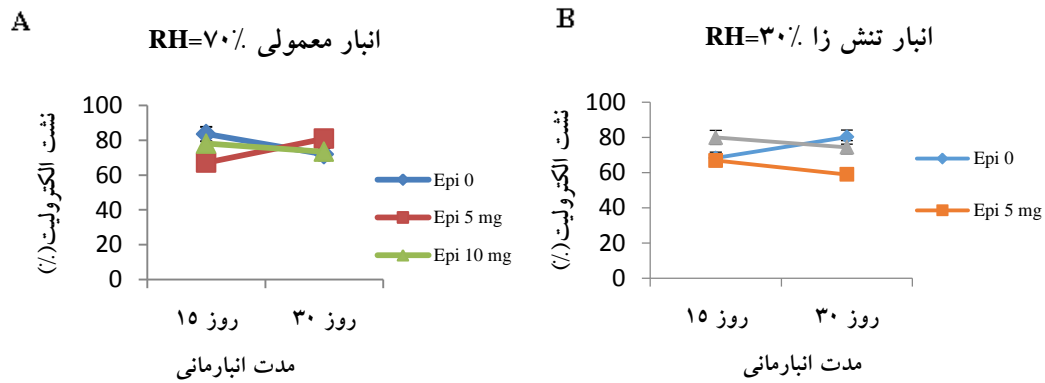 A
انبار معمولی RH=۷۰٪
نشت الکترولیت(٪)
100
80
60
40
20
0
روز ۱۵
روز ۳۰
مدت انبارمانی
Epi 0
Epi 5 mg
Epi 10 mg
B
انبار تنش زا RH=۳۰٪
نشت الکترولیت(٪)
100
80
60
40
20
0
روز ۱۵
روز ۳۰
مدت انبارمانی
Epi 0
Epi 5 mg